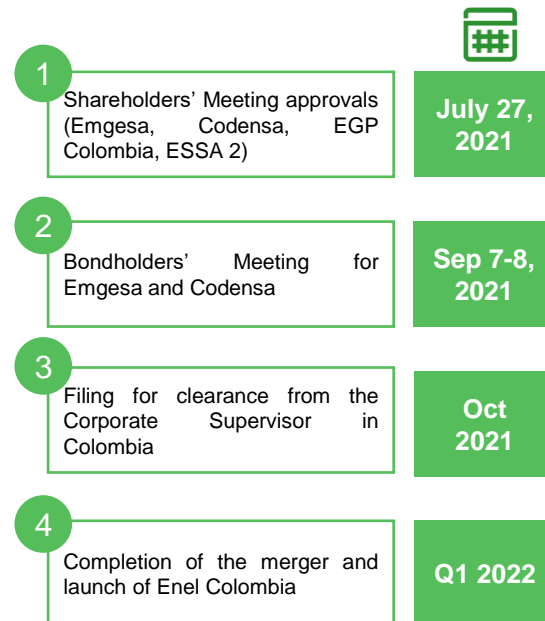 1
Shareholders' Meeting approvals
(Emgesa, Codensa, EGP
Colombia, ESSA 2)
July 27,
2021
2
Bondholders' Meeting for
Emgesa and Codensa
Sep 7-8,
2021
3
Filing for clearance from the
Corporate Supervisor in
Colombia
Oct
2021
4
Completion of the merger and
launch of Enel Colombia
Q1 2022